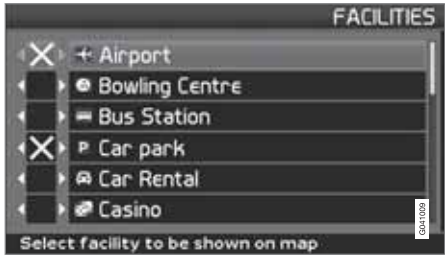 FACILITIES
Airport
Bowling Centre
Bus Station
P Car park
Car Rental
Casino
G041009
Select facility to be shown on map